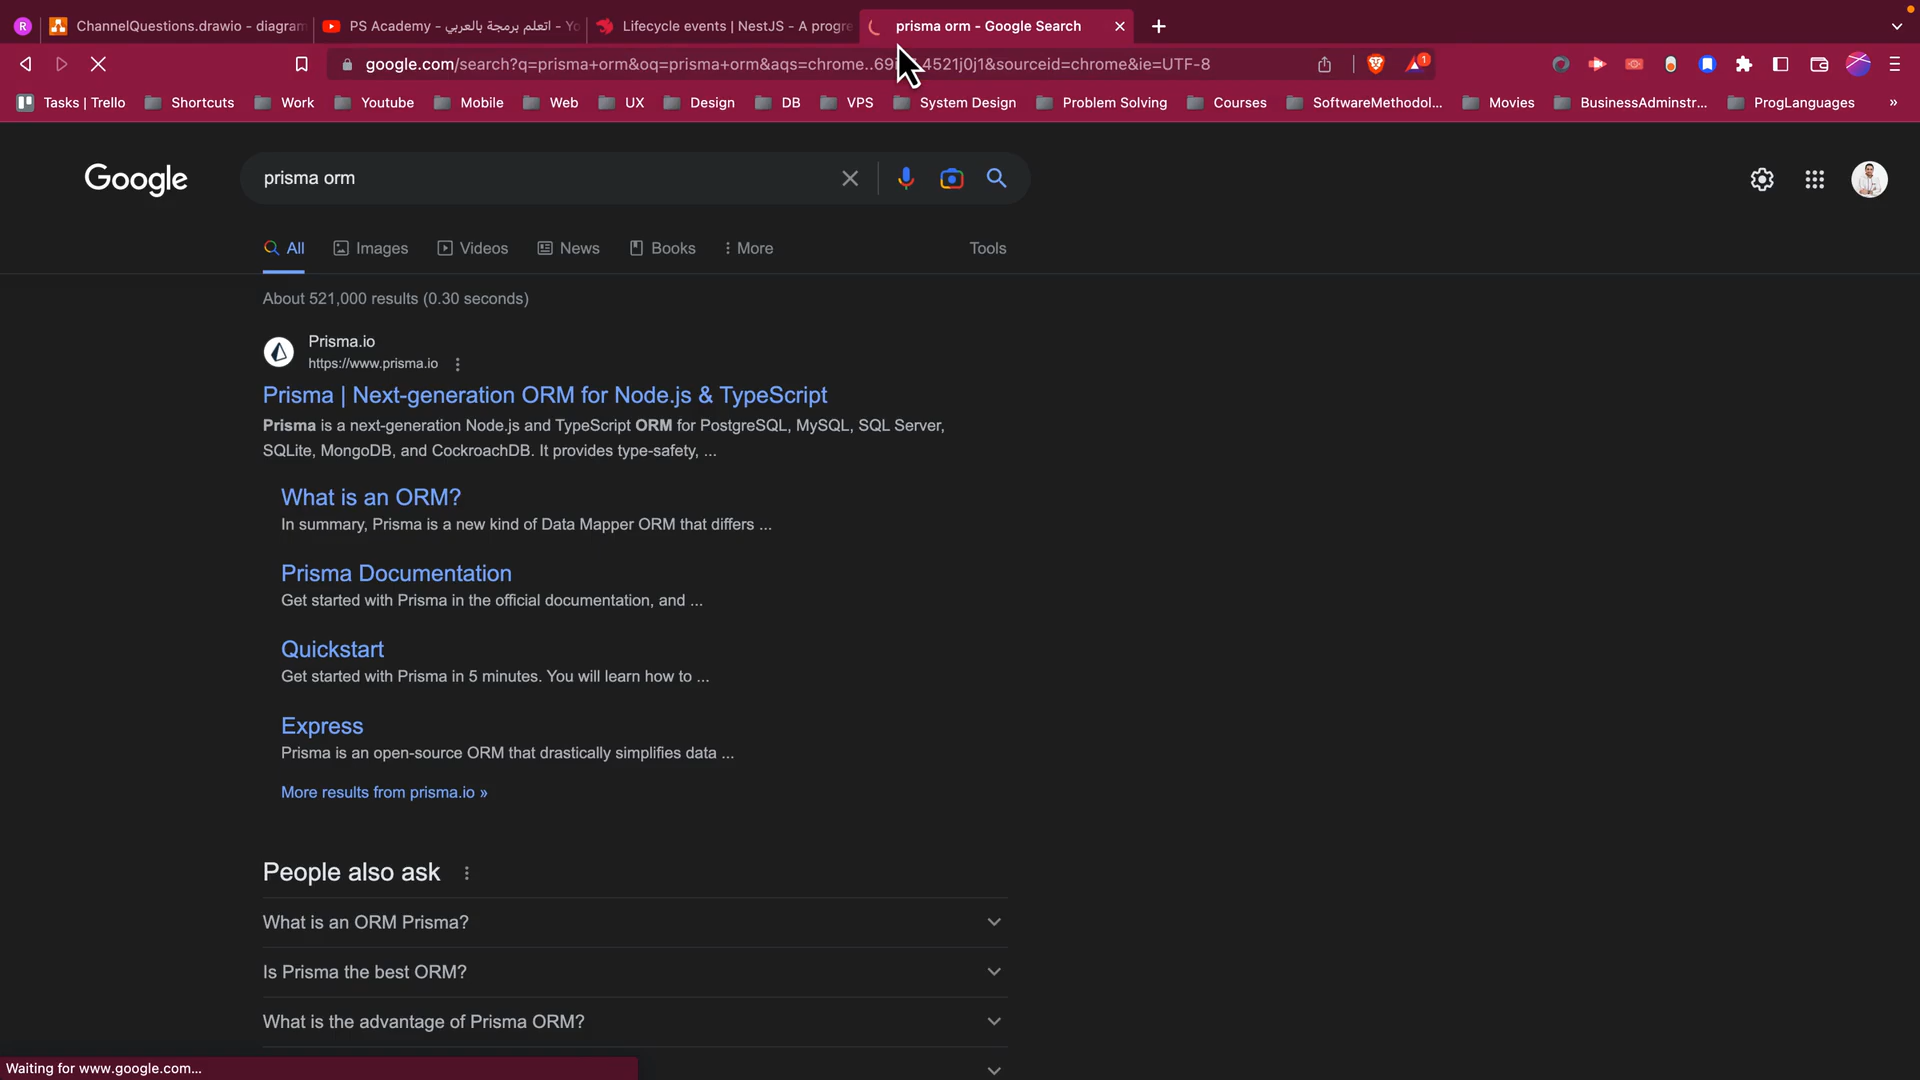 R
ChannelQuestions.drawio - diagram
PS Academy - اتعلم برمجة بالعربي - Yo
Lifecycle events | NestJS - A progre
prisma orm - Google Search
google.com/search?q=prisma+orm&oq=prisma+orm&aqs=chrome..69 4521j0j1&sourceid=chrome&ie=UTF-8
1
Tasks | Trello
Shortcuts
Work
Youtube
Mobile
Web
UX
Design
DB
VPS
System Design
Problem Solving
Courses
SoftwareMethodol...
Movies
BusinessAdminstr...
ProgLanguages
»
Google
prisma orm
All
Images
Videos
News
Books
More
Tools
About 521,000 results (0.30 seconds)
Prisma.io
https://www.prisma.io
Prisma | Next-generation ORM for Node.js & TypeScript
Prisma is a next-generation Node.js and TypeScript ORM for PostgreSQL, MySQL, SQL Server,
SQLite, MongoDB, and CockroachDB. It provides type-safety, ...
What is an ORM?
In summary, Prisma is a new kind of Data Mapper ORM that differs ...
Prisma Documentation
Get started with Prisma in the official documentation, and ...
Quickstart
Get started with Prisma in 5 minutes. You will learn how to ...
Express
Prisma is an open-source ORM that drastically simplifies data ...
More results from prisma.io »
People also ask
What is an ORM Prisma?
Is Prisma the best ORM?
What is the advantage of Prisma ORM?
Waiting for www.google.com...